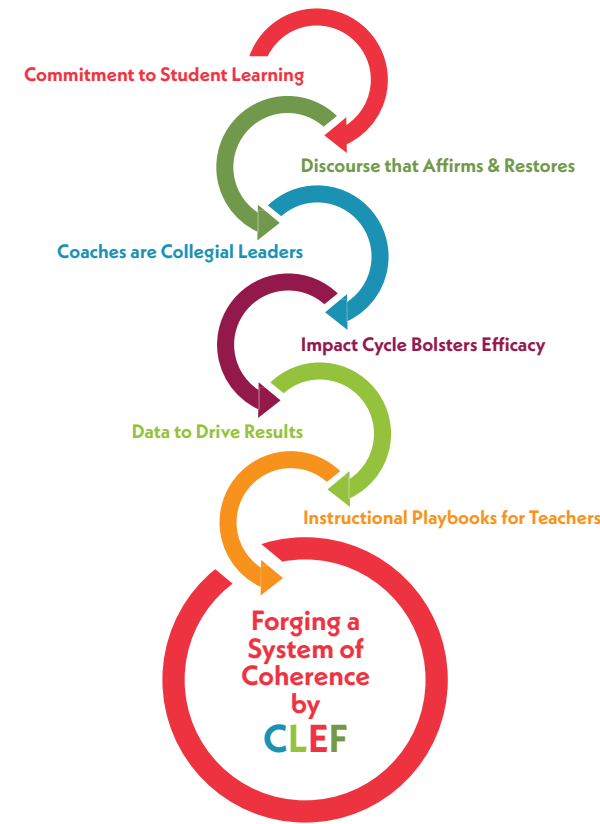 Commitment to Student Learning
Discourse that Affirms & Restores
Coaches are Collegial Leaders
Impact Cycle Bolsters Efficacy
Data to Drive Results
Instructional Playbooks for Teachers
Forging a
System of
Coherence
by
CLEF